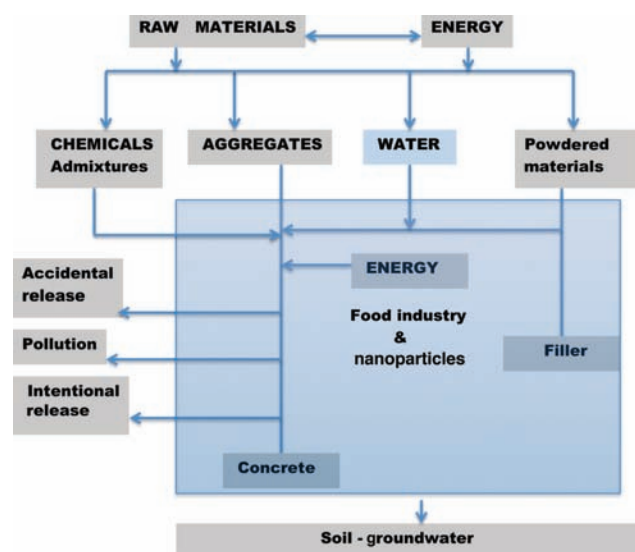 RAW MATERIALS
ENERGY
CHEMICALS
Admixtures
AGGREGATES
WATER
Powdered
materials
ENERGY
Accidental
release
Food industry
&
nanoparticles
Pollution
Filler
Intentional
release
Concrete
Soil - groundwater